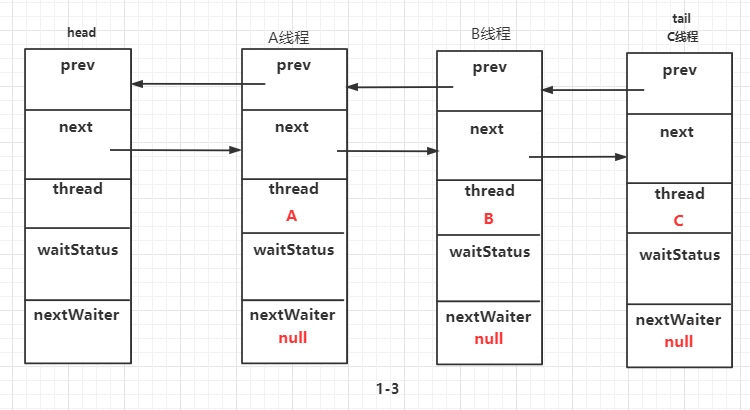 head
prev
next
thread
waitStatus
nextWaiter
A线程
prev
next
thread
A
waitStatus
nextWaiter
null
B线程
prev
next
thread
B
waitStatus
nextWaiter
null
tail
C线程
prev
next
thread
C
waitStatus
nextWaiter
null
1-3